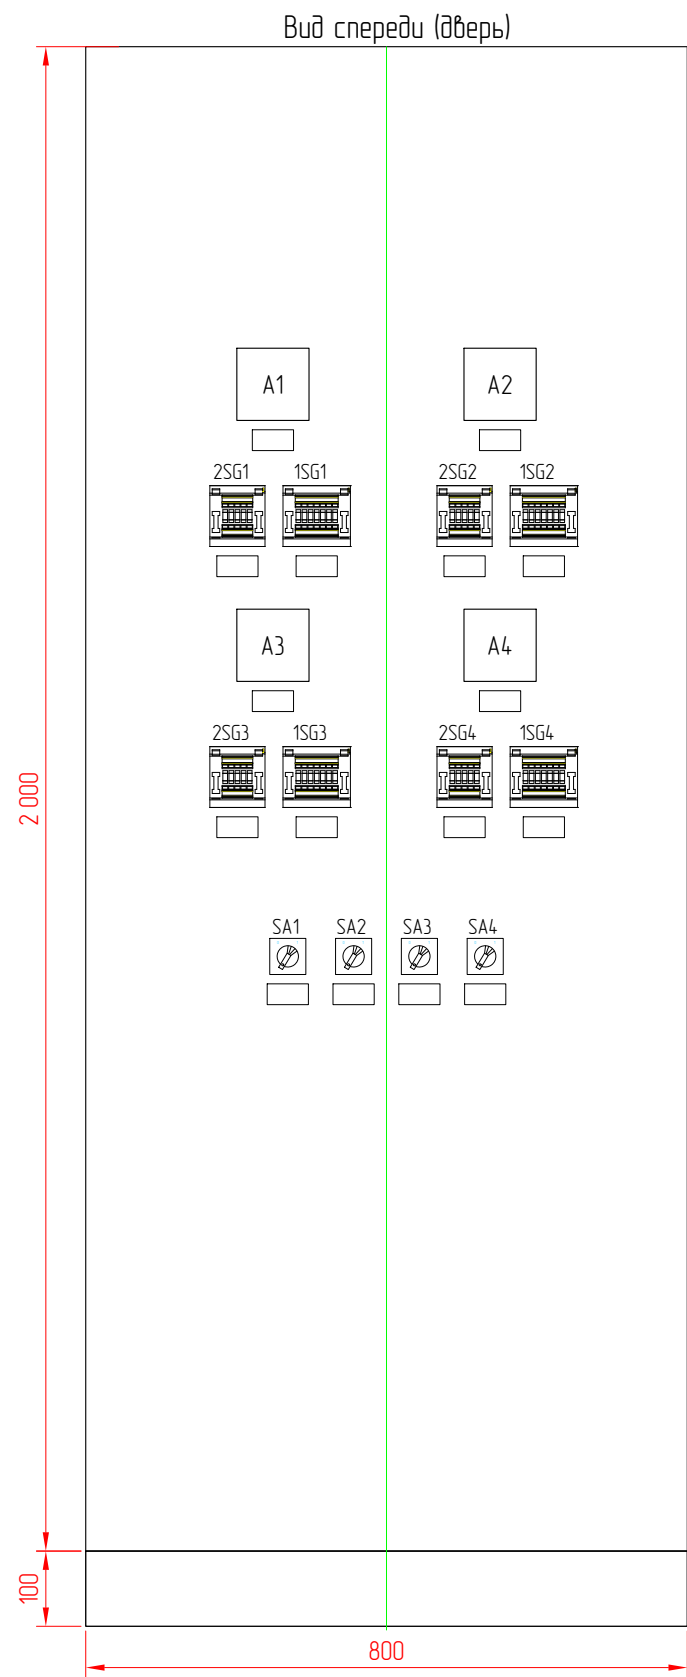 Вид спереди (дверь)
A1 A2
2SG1 1SG1 2SG2 1SG2
A3 A4
2SG3 1SG3 2SG4 1SG4
2 000
SA1 SA2 SA3 SA4
100
800